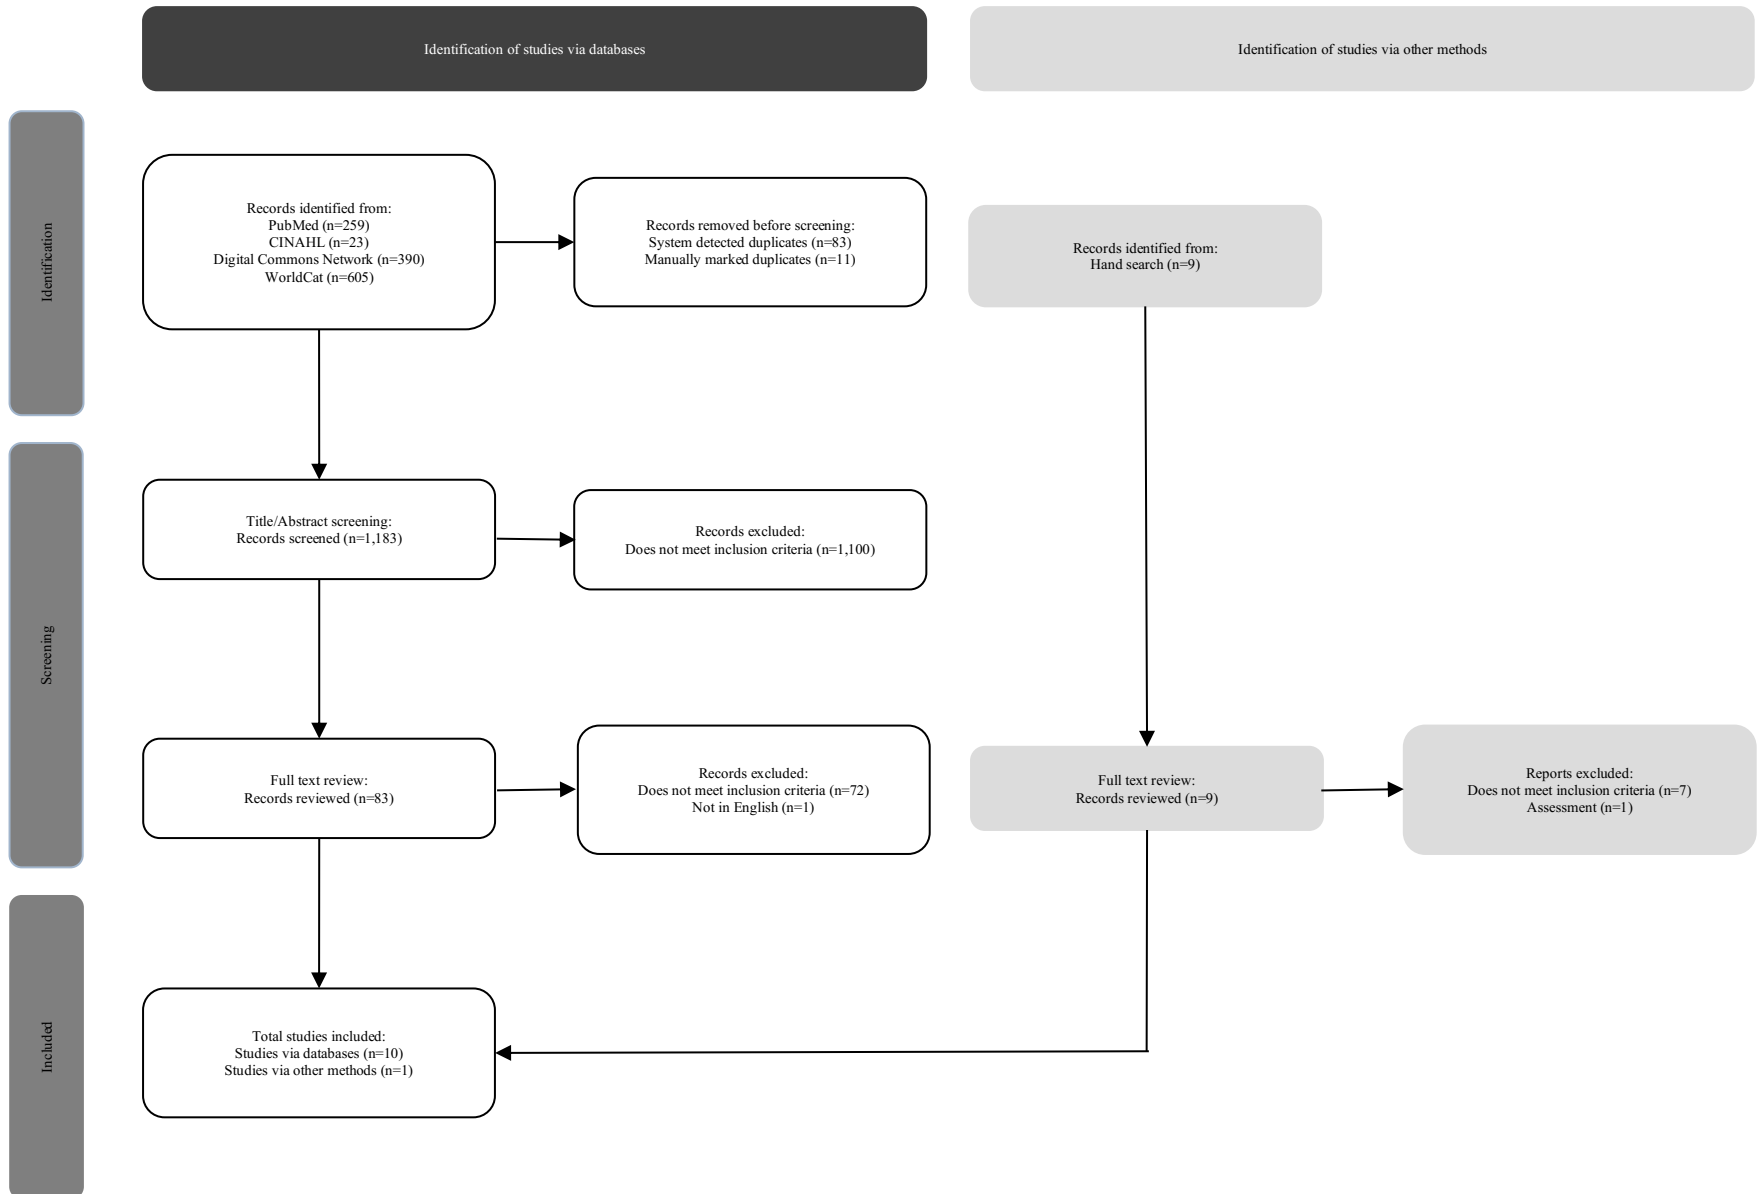 Identification of studies via databases
Identification of studies via other methods
Identification
Records identified from:
PubMed (n=259)
CINAHL (n=23)
Digital Commons Network (n=390)
WorldCat (n=605)
Records removed before screening:
System detected duplicates (n=83)
Manually marked duplicates (n=11)
Records identified from:
Hand search (n=9)
Screening
Title/Abstract screening:
Records screened (n=1,183)
Records excluded:
Does not meet inclusion criteria (n=1,100)
Full text review:
Records reviewed (n=83)
Records excluded:
Does not meet inclusion criteria (n=72)
Not in English (n=1)
Full text review:
Records reviewed (n=9)
Reports excluded:
Does not meet inclusion criteria (n=7)
Assessment (n=1)
Included
Total studies included:
Studies via databases (n=10)
Studies via other methods (n=1)